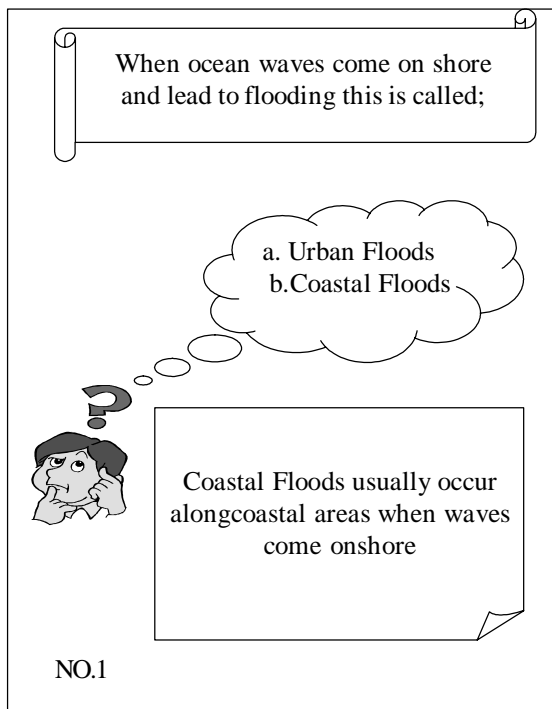 When ocean waves come on shore
and lead to flooding this is called;
a. Urban Floods
b.Coastal Floods
?
Coastal Floods usually occur
alongcoastal areas when waves
come onshore
NO.1